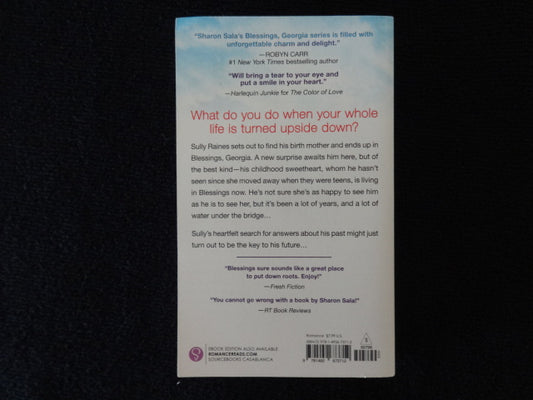 "Sharon Sala's Blessings, Georgia series is filled with
unforgettable charm and delight."
—ROBYN CARR
#1 New York Times bestselling author
"Will bring a tear to your eye and
put a smile in your heart."
—Harlequin Junkie for The Color of Love
What do you do when your whole
life is turned upside down?
Sully Raines sets out to find his birth mother and ends up in
Blessings, Georgia. A new surprise awaits him here, but of
the best kind—his childhood sweetheart, whom he hasn't
seen since she moved away when they were teens, is living
in Blessings now. He's not sure she's as happy to see him
as he is to see her, but it's been a lot of years, and a lot of
water under the bridge...
Sully's heartfelt search for answers about his past might just
turn out to be the key to his future...
"Blessings sure sounds like a great place
to put down roots. Enjoy!"
—Fresh Fiction
"You cannot go wrong with a book by Sharon Sala!"
—RT Book Reviews
Romance $7.99 U.S.
EBOOK EDITION ALSO AVAILABLE
ROMANCEREADS.COM
SOURCEBOOKS CASABLANCA